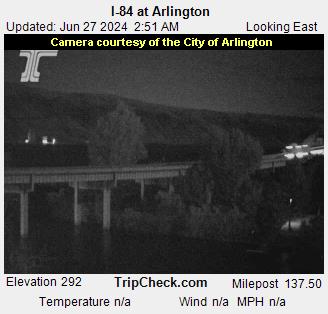 I-84 at Arlington
Updated: Jun 27 2024 2:51 AM Looking East
Camera courtesy of the City of Arlington
Elevation 292 TripCheck.com Milepost 137.50
Temperature n/a Wind n/a MPH n/a